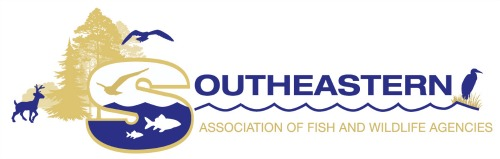 SOUTHEASTERN
ASSOCIATION OF FISH AND WILDLIFE AGENCIES